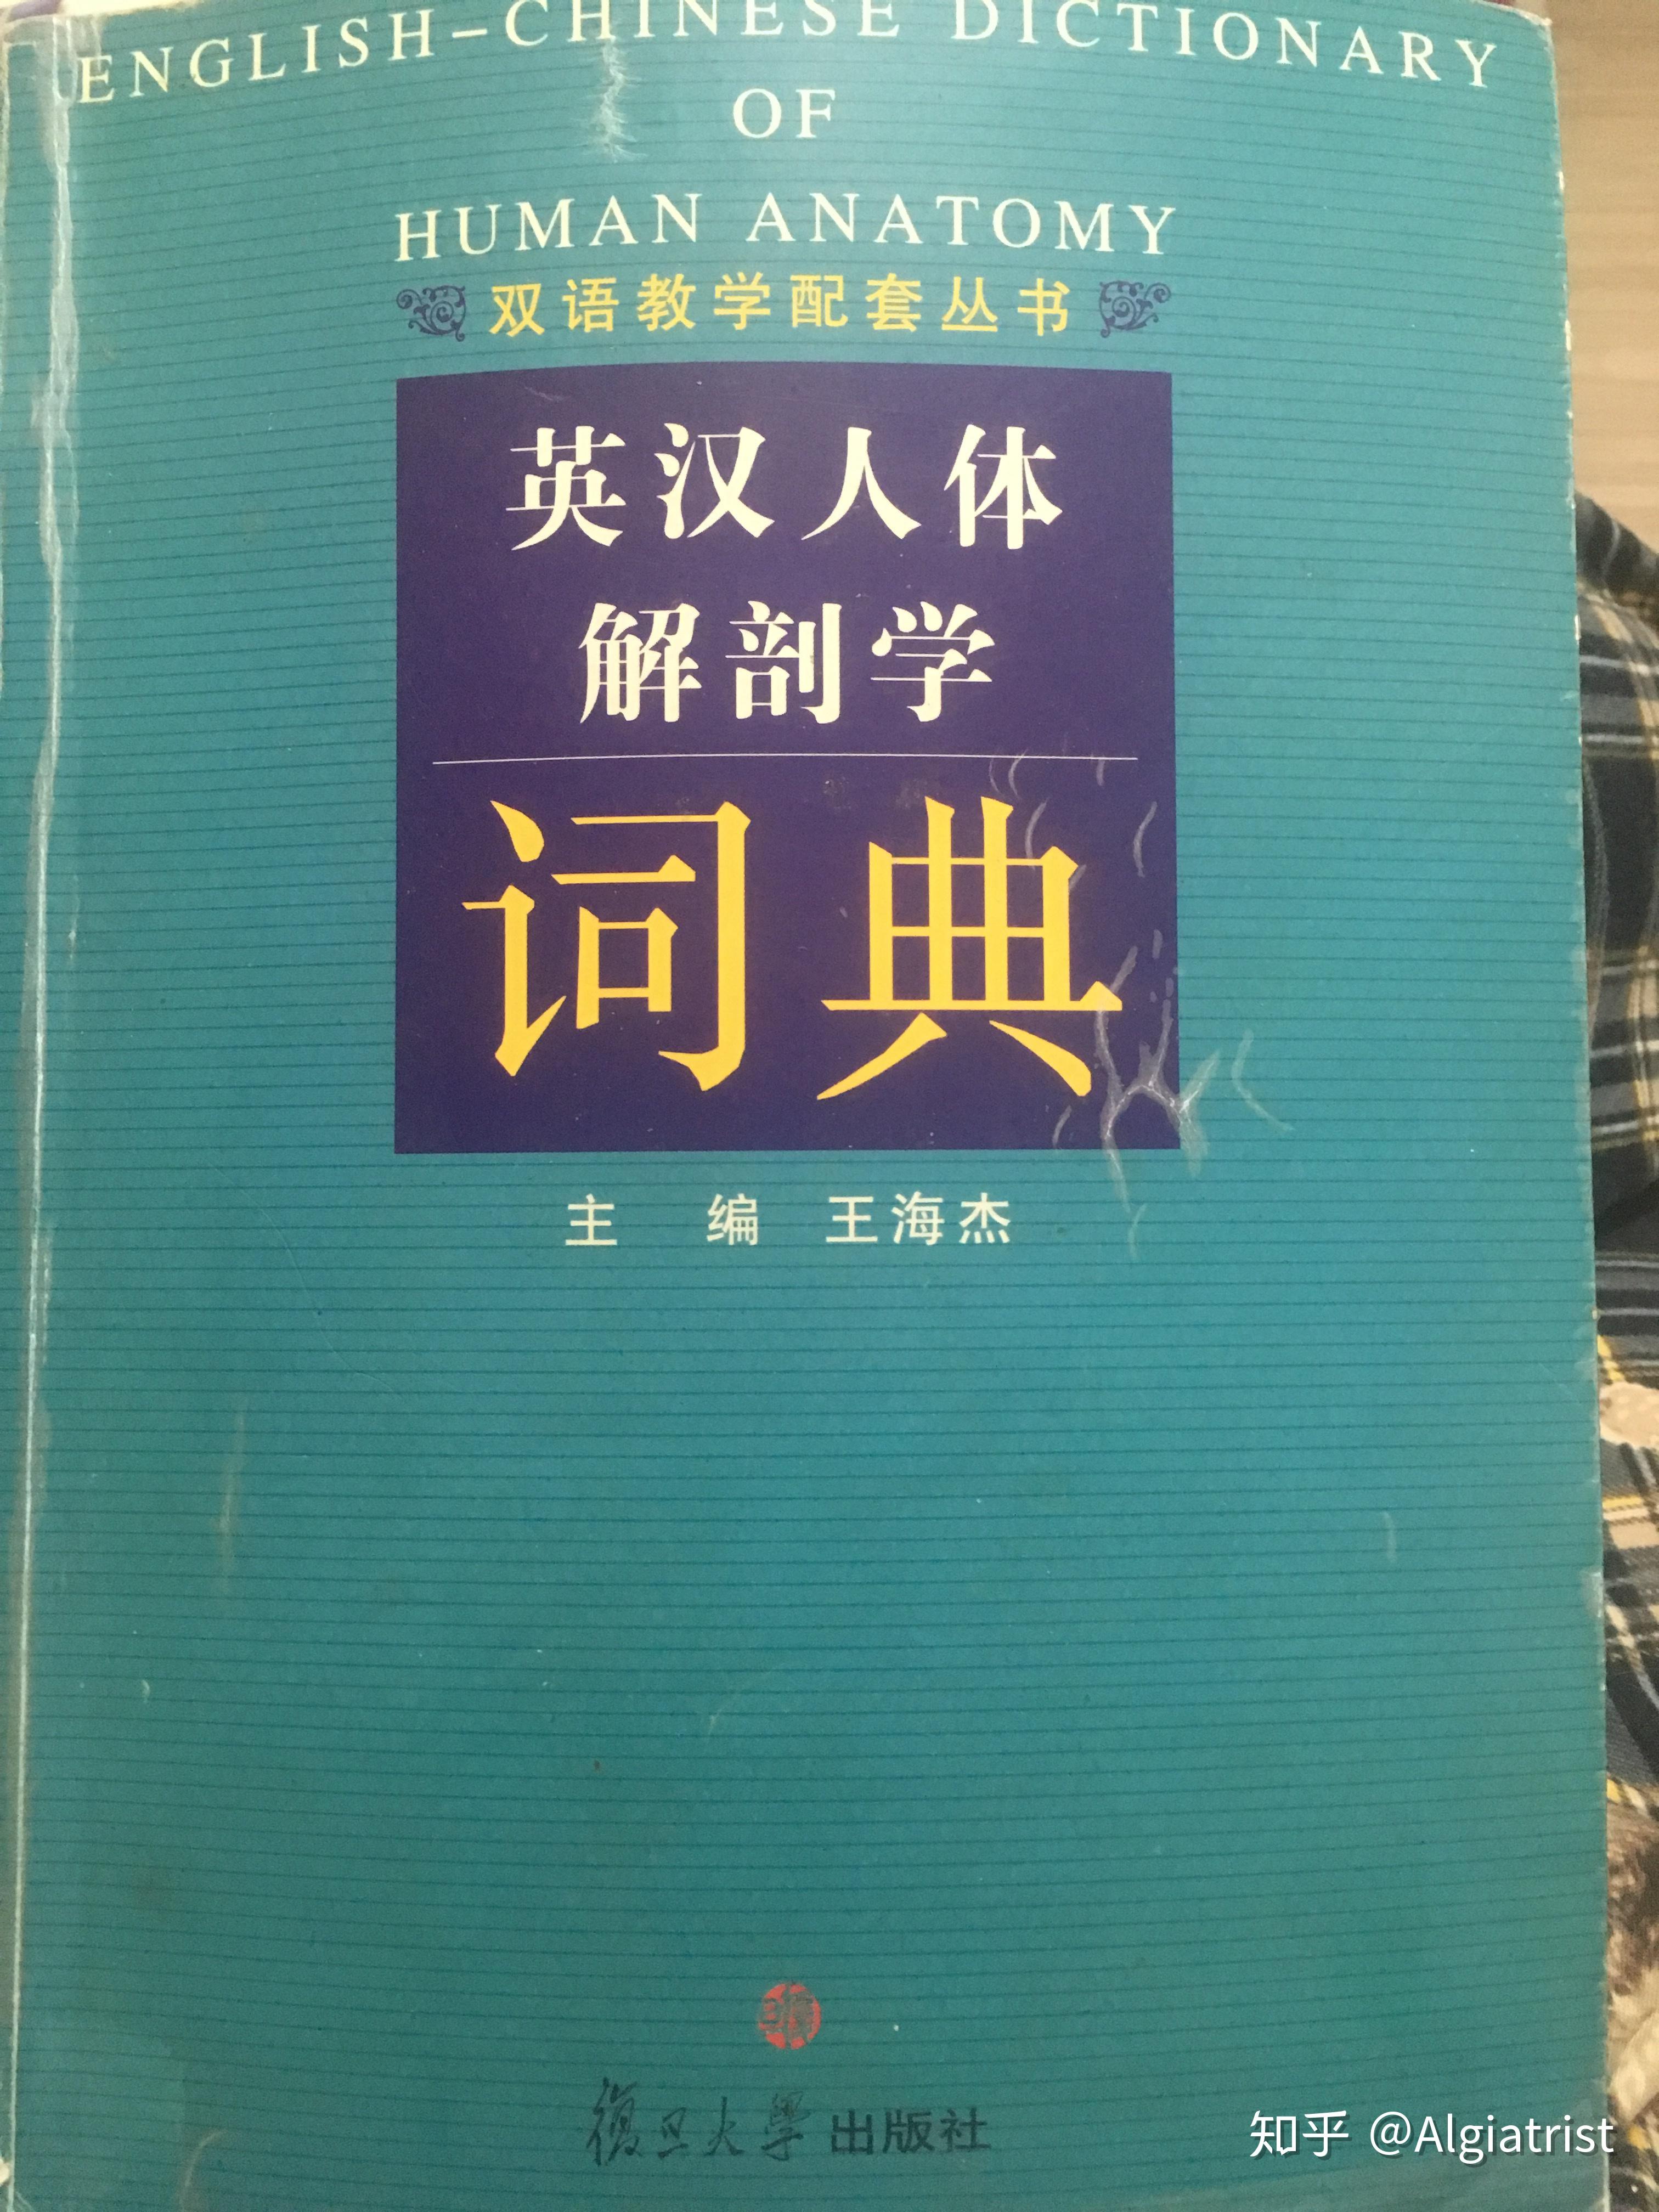 ENGLISH-CHINESE DICTIONARY
OF
HUMAN ANATOMY
双语教学配套丛书
英汉人体
解剖学
词典
主 编 王海杰
復旦大学出版社
知乎 @Algiatrist